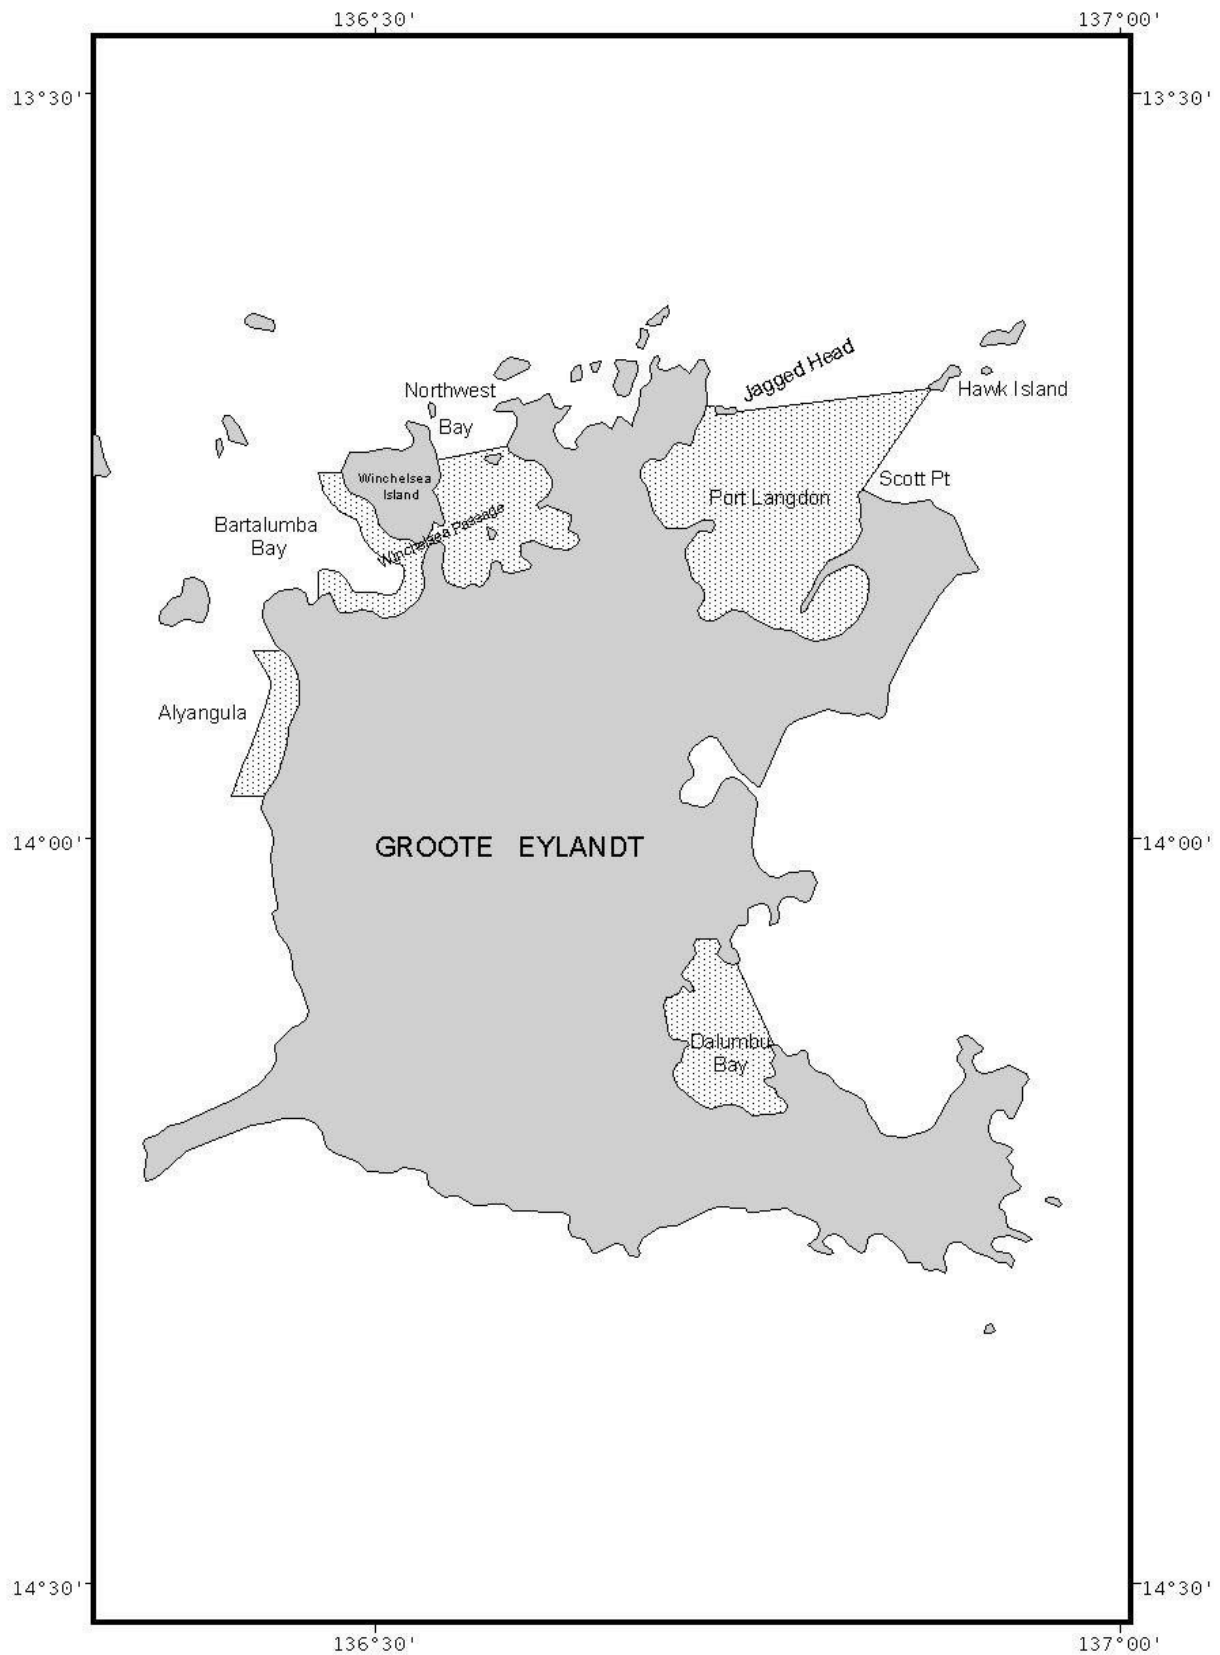 136°30'
137°00'
13°30'
13°30'
Jagged Head
Northwest
Bay
Hawk Island
Winchelsea
Island
Scott Pt
Port Langdon
Bartalumba
Bay
Winchelsea Passage
Alyangula
14°00'
GROOTE EYLANDT
14°00'
Dalumbu
Bay
14°30'
14°30'
136°30'
137°00'